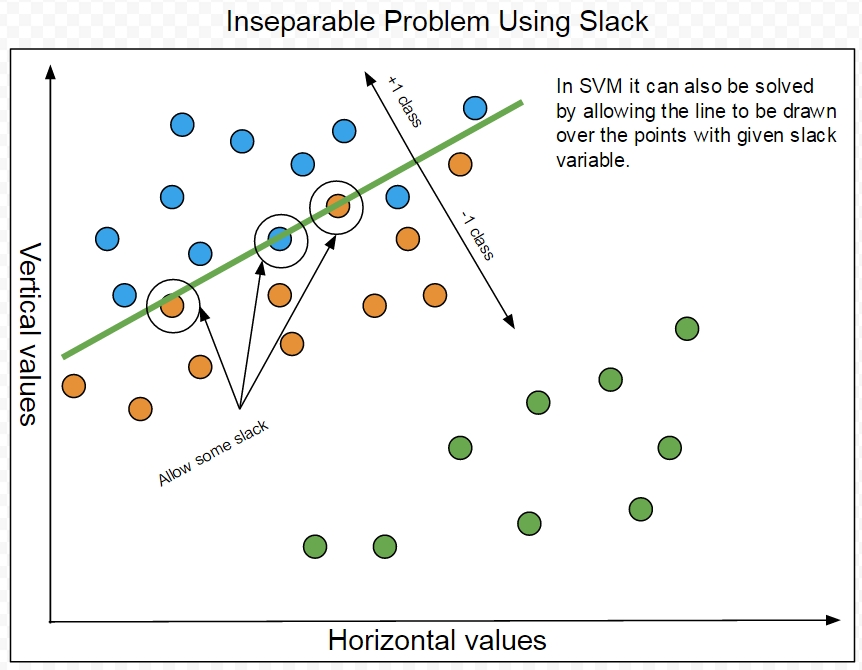 Inseparable Problem Using Slack
In SVM it can also be solved
by allowing the line to be drawn
over the points with given slack
variable.
+1 class
-1 class
Vertical values
Allow some slack
Horizontal values